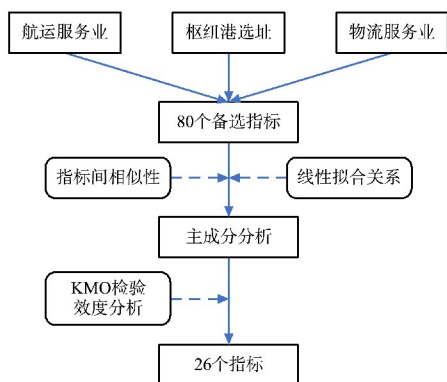 航运服务业
枢纽港选址
物流服务业
80个备选指标
指标间相似性
线性拟合关系
主成分分析
KMO检验
效度分析
26个指标